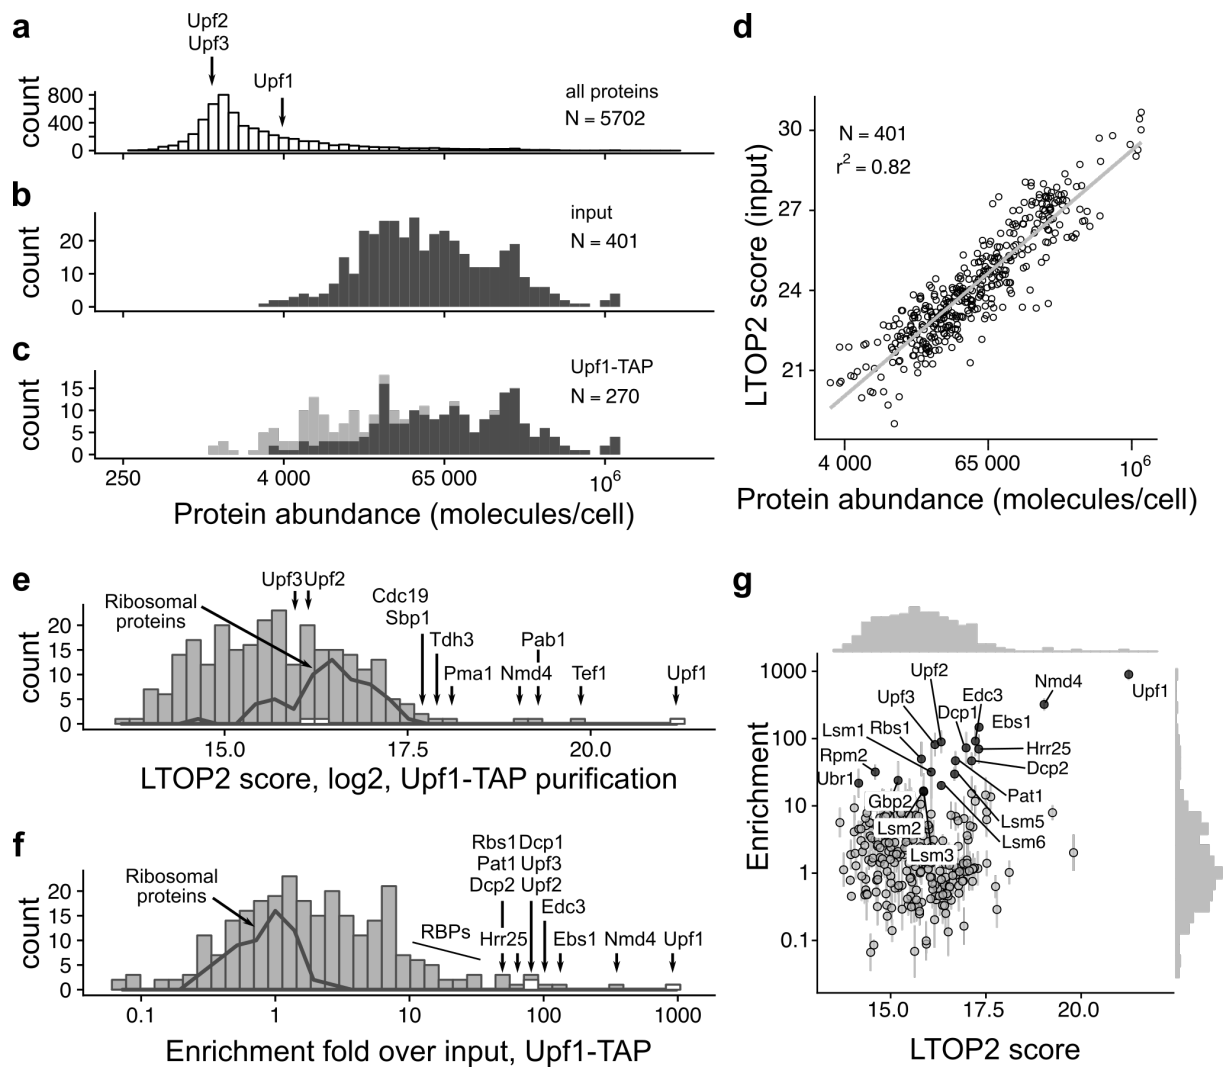 a
Upf2
Upf3
Upf1
all proteins
N = 5702
count
800
400
0
b
input
N = 401
count
20
10
0
c
Upf1-TAP
N = 270
count
15
10
5
0
250
4 000
65 000
10⁶
Protein abundance (molecules/cell)
d
N = 401
r² = 0.82
LTOP2 score (input)
30
27
24
21
4 000
65 000
10⁶
Protein abundance (molecules/cell)
e
Upf3 Upf2
Ribosomal
proteins
Cdc19
Sbp1
Tdh3
Pma1
Pab1
Nmd4
Tef1
Upf1
count
20
15
10
5
0
15.0
17.5
20.0
LTOP2 score, log2, Upf1-TAP purification
f
Ribosomal
proteins
RBPs
Rbs1 Dcp1
Pat1 Upf3
Dcp2 Upf2
Edc3
Hrr25
Ebs1
Nmd4
Upf1
count
20
15
10
5
0
0.1
1
10
100
1000
Enrichment fold over input, Upf1-TAP
g
Enrichment
1000
100
10
1
0.1
Upf2
Upf3
Edc3
Dcp1
Nmd4
Upf1
Lsm1
Rbs1
Ebs1
Rpm2
Hrr25
Dcp2
Ubr1
Gbp2
Pat1
Lsm2
Lsm5
Lsm6
Lsm3
15.0
17.5
20.0
LTOP2 score